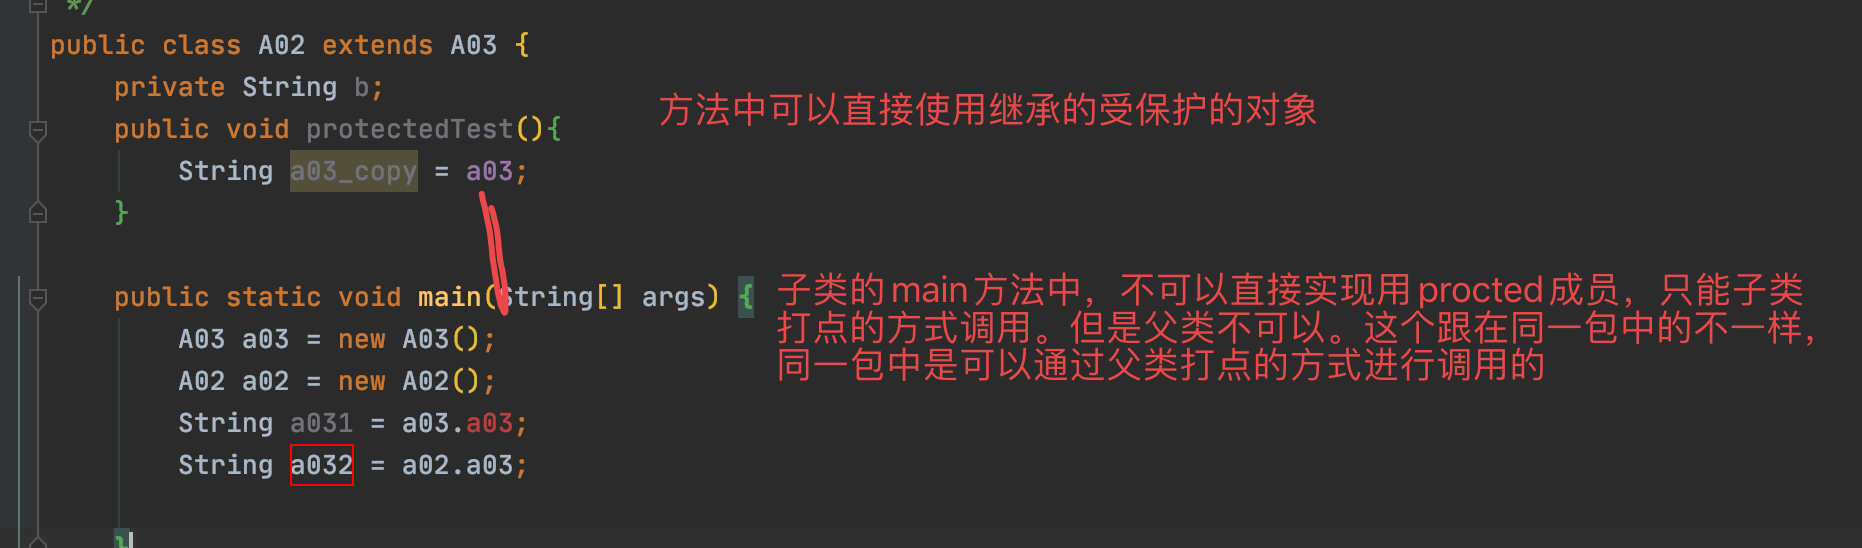 */
public class A02 extends A03 {
private String b;
方法中可以直接使用继承的受保护的对象
public void protectedTest(){
String a03_copy = a03;
}
public static void main(String[] args) {
子类的main方法中，不可以直接实现用procted成员，只能子类
打点的方式调用。但是父类不可以。这个跟在同一包中的不一样，
同一包中是可以通过父类打点的方式进行调用的
A03 a03 = new A03();
A02 a02 = new A02();
String a031 = a03.a03;
String a032 = a02.a03;
}